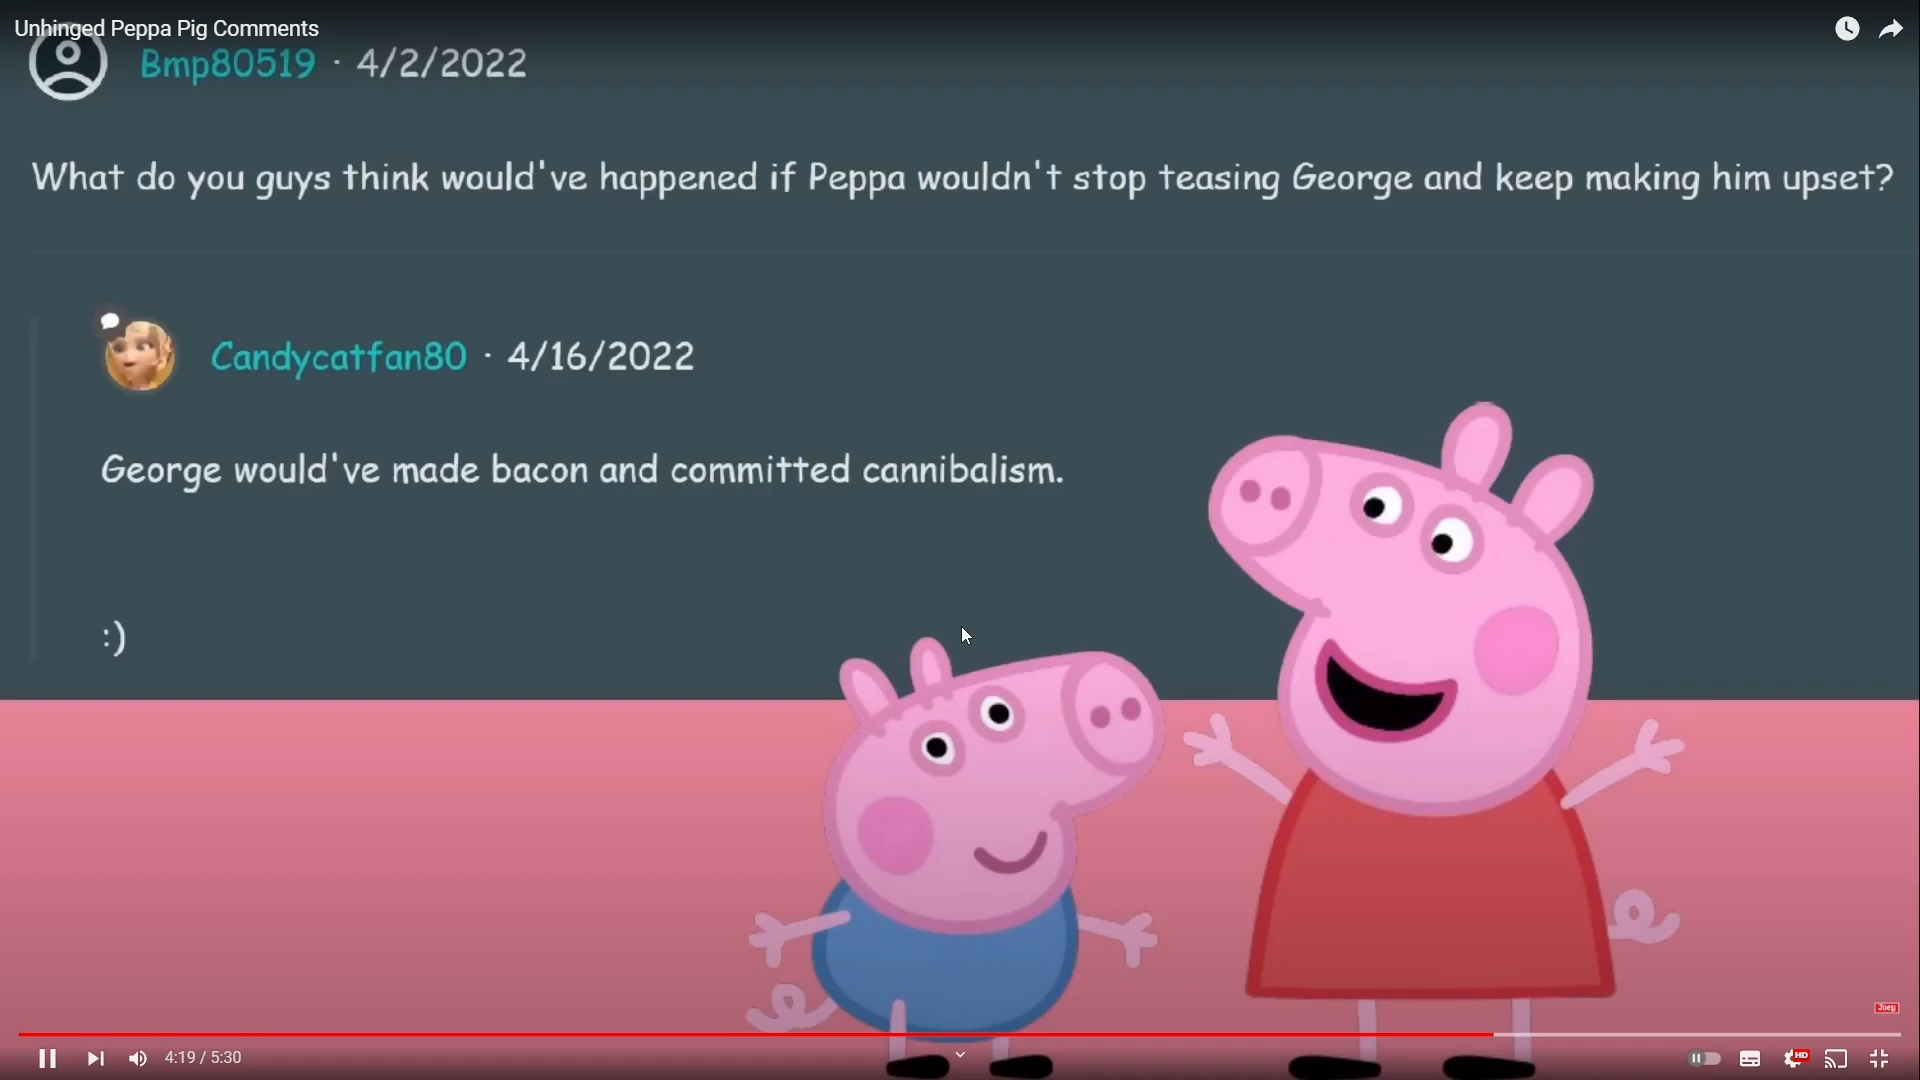 Unhinged Peppa Pig Comments
Bmp80519 · 4/2/2022
What do you guys think would've happened if Peppa wouldn't stop teasing George and keep making him upset?
Candycatfan80 · 4/16/2022
George would've made bacon and committed cannibalism.
:)
Joey
4:19 / 5:30
HD